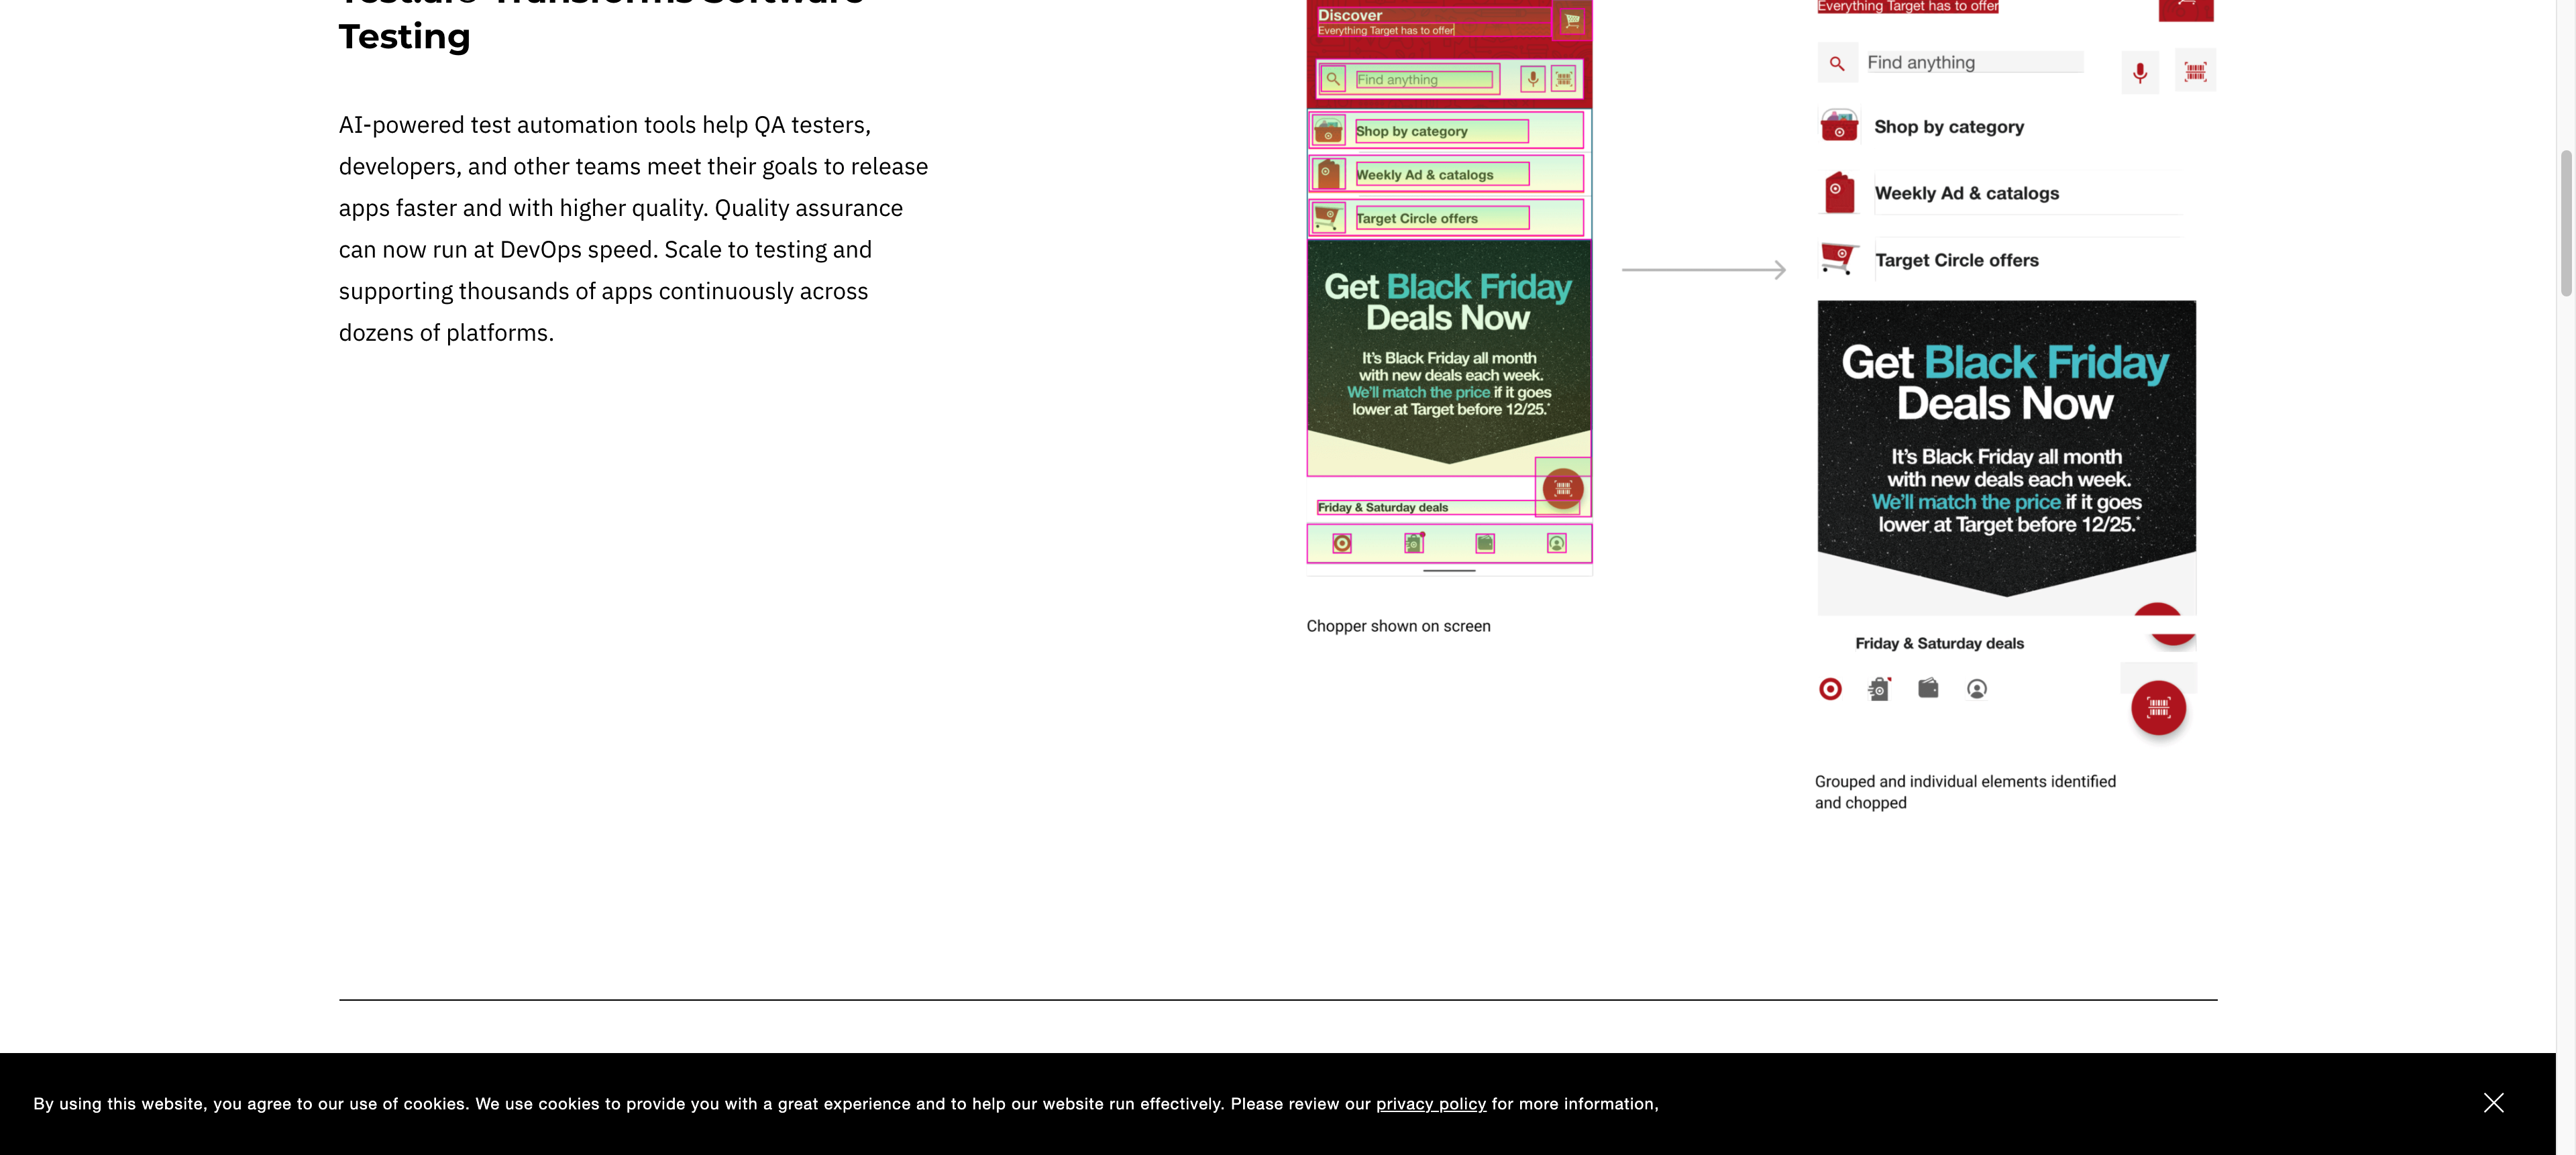 Testing
AI-powered test automation tools help QA testers,
developers, and other teams meet their goals to release
apps faster and with higher quality. Quality assurance
can now run at DevOps speed. Scale to testing and
supporting thousands of apps continuously across
dozens of platforms.
Discover
Everything Target has to offer
Find anything
Shop by category
Weekly Ad & catalogs
Target Circle offers
Get Black Friday
Deals Now
It's Black Friday all month
with new deals each week.
We'll match the price if it goes
lower at Target before 12/25.*
Friday & Saturday deals
Chopper shown on screen
Everything Target has to offer
Find anything
Shop by category
Weekly Ad & catalogs
Target Circle offers
Get Black Friday
Deals Now
It's Black Friday all month
with new deals each week.
We'll match the price if it goes
lower at Target before 12/25.*
Friday & Saturday deals
Grouped and individual elements identified
and chopped
By using this website, you agree to our use of cookies. We use cookies to provide you with a great experience and to help our website run effectively. Please review our privacy policy for more information,